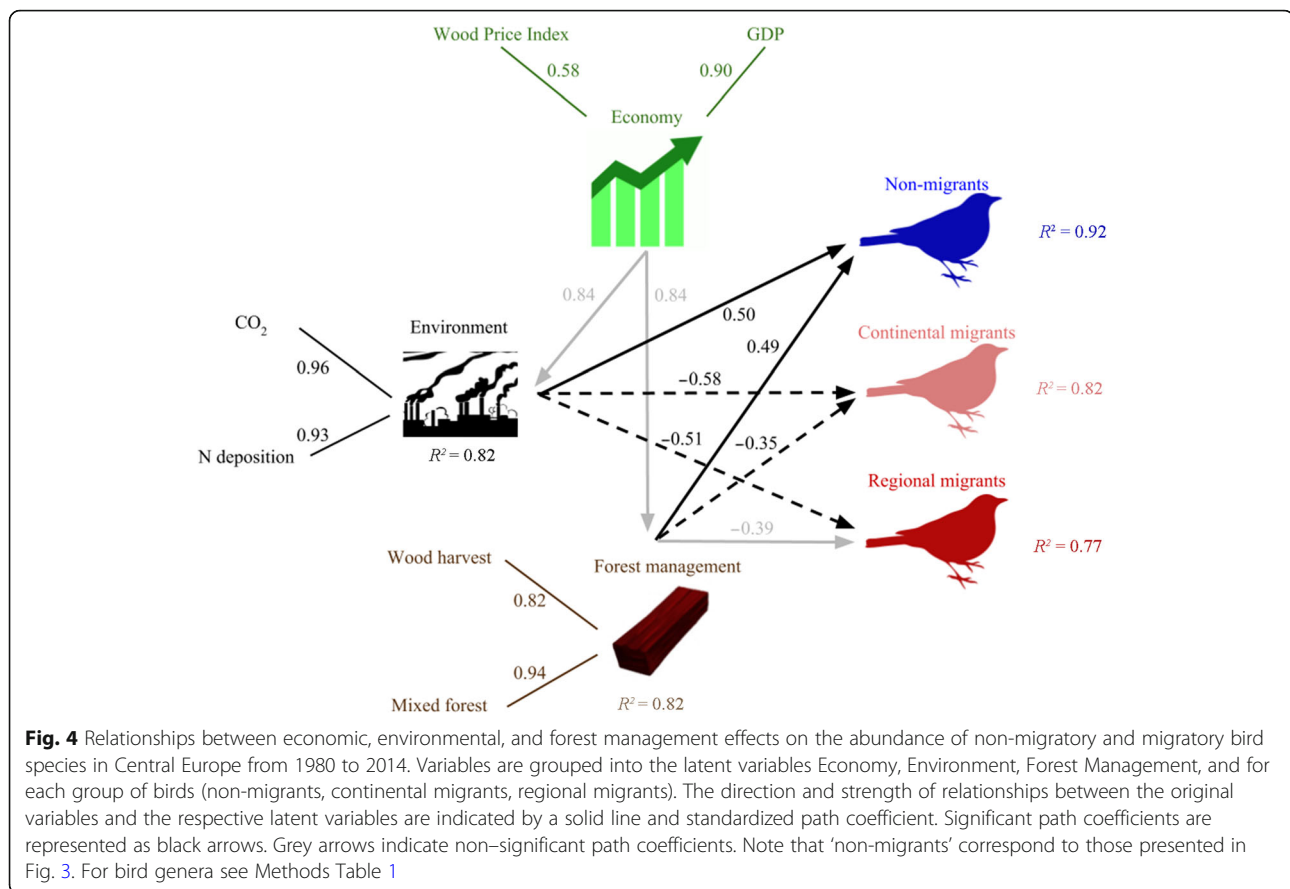 Wood Price Index
GDP
0.58
0.90
Economy
Non-migrants
R² = 0.92
0.84
0.84
CO₂
Environment
0.50
0.96
0.49
Continental migrants
−0.58
R² = 0.82
0.93
−0.51
−0.35
N deposition
R² = 0.82
Regional migrants
−0.39
R² = 0.77
Wood harvest
Forest management
0.82
0.94
Mixed forest
R² = 0.82
Fig. 4 Relationships between economic, environmental, and forest management effects on the abundance of non-migratory and migratory bird
species in Central Europe from 1980 to 2014. Variables are grouped into the latent variables Economy, Environment, Forest Management, and for
each group of birds (non-migrants, continental migrants, regional migrants). The direction and strength of relationships between the original
variables and the respective latent variables are indicated by a solid line and standardized path coefficient. Significant path coefficients are
represented as black arrows. Grey arrows indicate non–significant path coefficients. Note that 'non-migrants' correspond to those presented in
Fig. 3. For bird genera see Methods Table 1